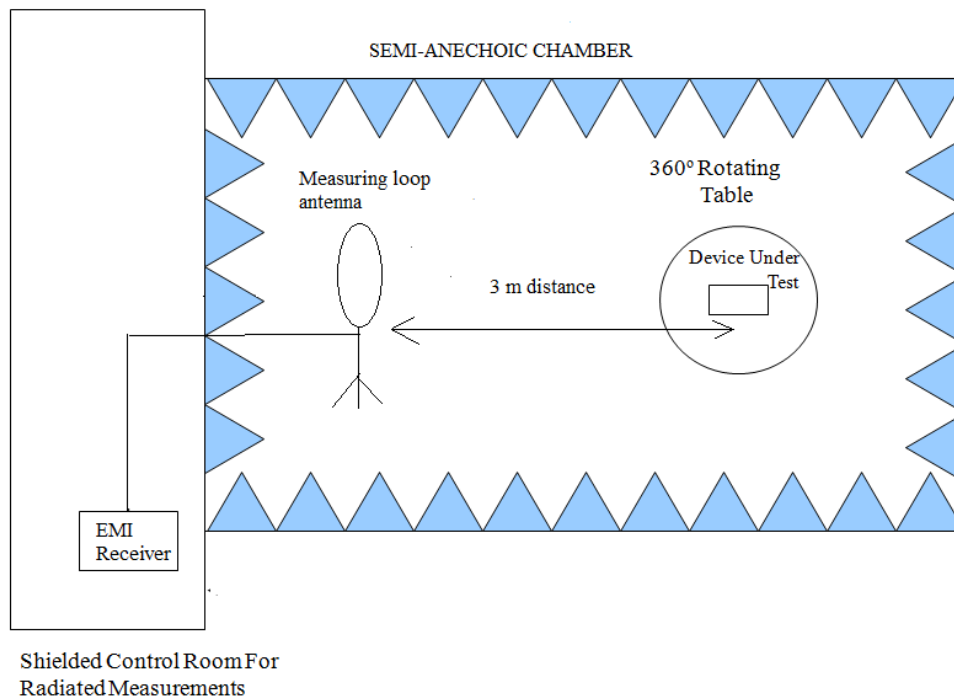 SEMI-ANECHOIC CHAMBER
Measuring loop
antenna
360º Rotating
Table
Device Under
Test
3 m distance
EMI
Receiver
Shielded Control Room For
Radiated Measurements